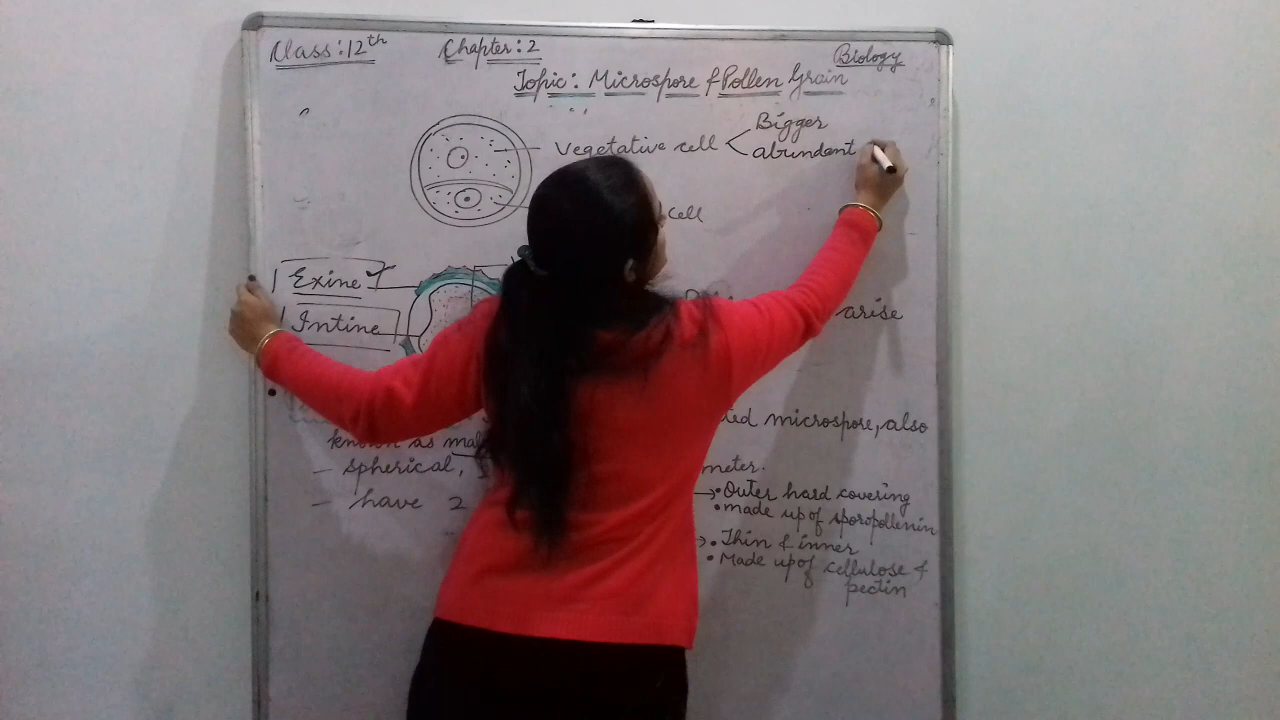 Class: 12th Chapter: 2 Biology
Topic: Microspore & Pollen Grain
Vegetative cell < Bigger
abundant
cell
Exine
Intine
arise
ted microspore, also
known as mal
- spherical, meter.
- have 2 → • Outer hard covering
• made up of sporopollenin
→ • Thin & inner
• Made up of cellulose &
pectin